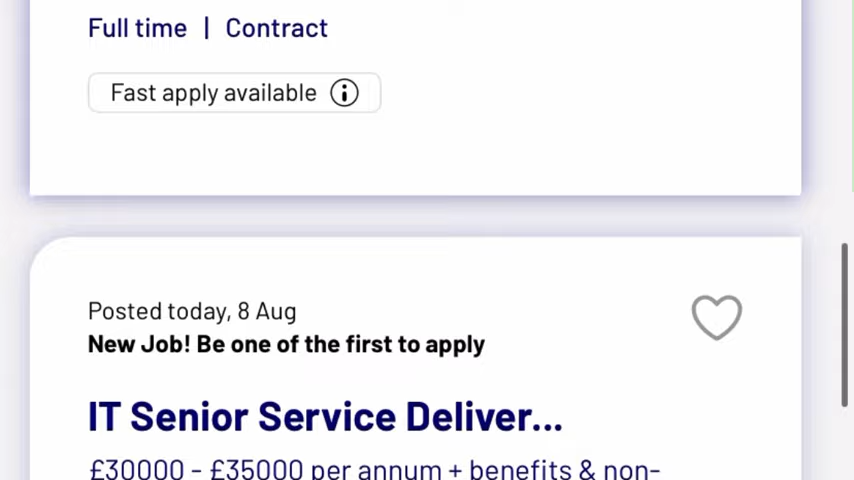 Full time | Contract
Fast apply available
Posted today, 8 Aug
New Job! Be one of the first to apply
IT Senior Service Deliver...
£30000 - £35000 per annum + benefits & non-